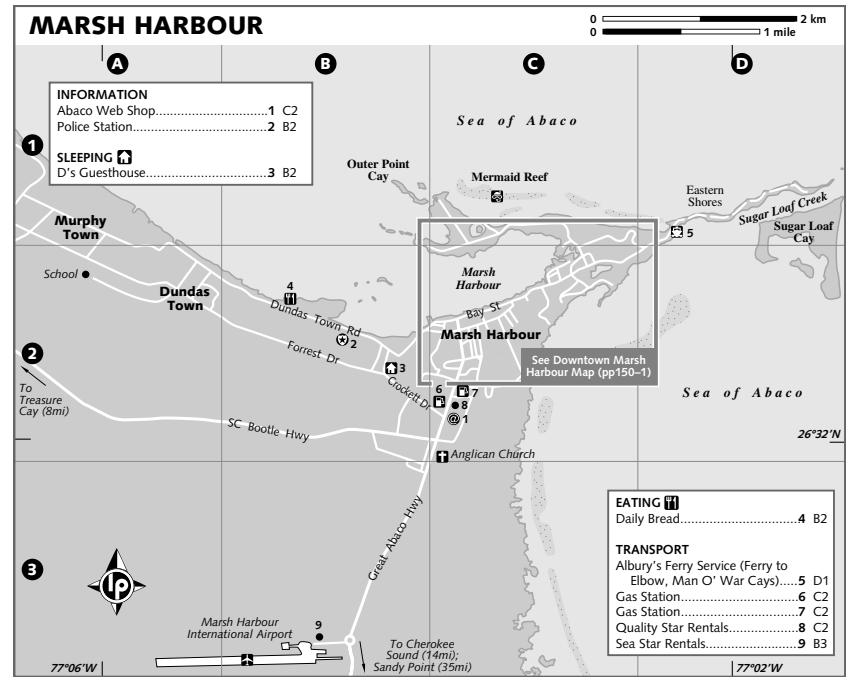 MARSH HARBOUR
0 2 km
0 1 mile
A B C D
INFORMATION
Abaco Web Shop..............................1 C2
Police Station..................................2 B2
SLEEPING
D's Guesthouse................................3 B2
1
Sea of Abaco
Outer Point
Cay
Mermaid Reef
Eastern
Shores
Sugar Loaf Creek
Sugar Loaf
Cay
5
Murphy
Town
School
Dundas
Town
4
Dundas Town Rd
2
Marsh
Harbour
Bay St
Marsh Harbour
Forrest Dr
3
See Downtown Marsh
Harbour Map (pp150–1)
2
To
Treasure
Cay (8mi)
Crockett Dr
6
7
8
1
Sea of Abaco
SC Bootle Hwy
26°32'N
Anglican Church
Great Abaco Hwy
EATING
Daily Bread................................4 B2
TRANSPORT
Albury's Ferry Service (Ferry to
Elbow, Man O' War Cays).....5 D1
Gas Station................................6 C2
Gas Station................................7 C2
Quality Star Rentals...................8 C2
Sea Star Rentals.........................9 B3
3
lp
Marsh Harbour
International Airport
9
To Cherokee
Sound (14mi);
Sandy Point (35mi)
77°06'W
77°02'W